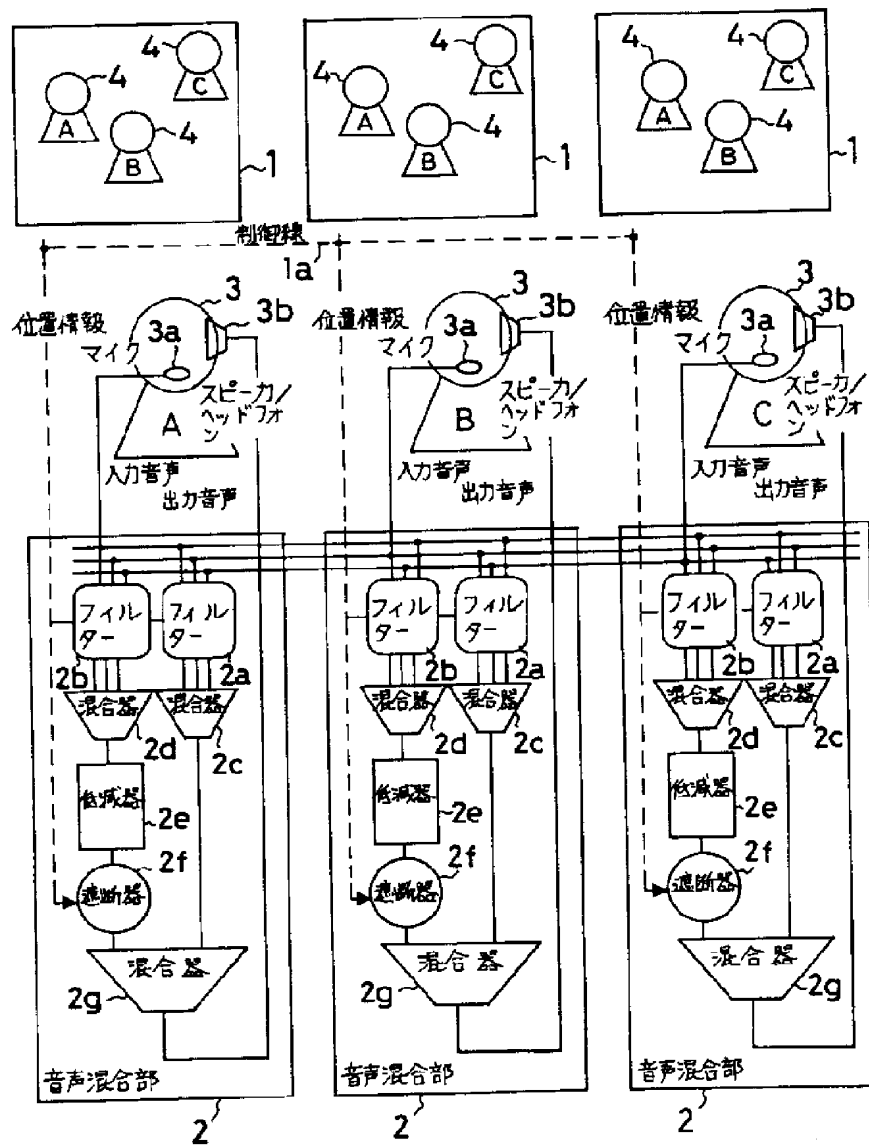 4
4
C
A
4
B
1
4
4
C
A
4
B
1
4
4
C
A
4
B
1
制御線
1a
位置情報
3
3b
3a
マイク
スピーカ/
ヘッドフォ
ン
A
入力音声
出力音声
位置情報
3
3b
3a
マイク
スピーカ/
ヘッドフォ
ン
B
入力音声
出力音声
位置情報
3
3b
3a
マイク
スピーカ/
ヘッドフォ
ン
C
入力音声
出力音声
フィル
ター
フィル
ター
2b
2a
混合器
混合器
2d
2c
低減器
2e
2f
遮断器
混合器
2g
音声混合部
2
フィル
ター
フィル
ター
2b
2a
混合器
混合器
2d
2c
低減器
2e
2f
遮断器
混合器
2g
音声混合部
2
フィル
ター
フィル
ター
2b
2a
混合器
混合器
2d
2c
低減器
2e
2f
遮断器
混合器
2g
音声混合部
2